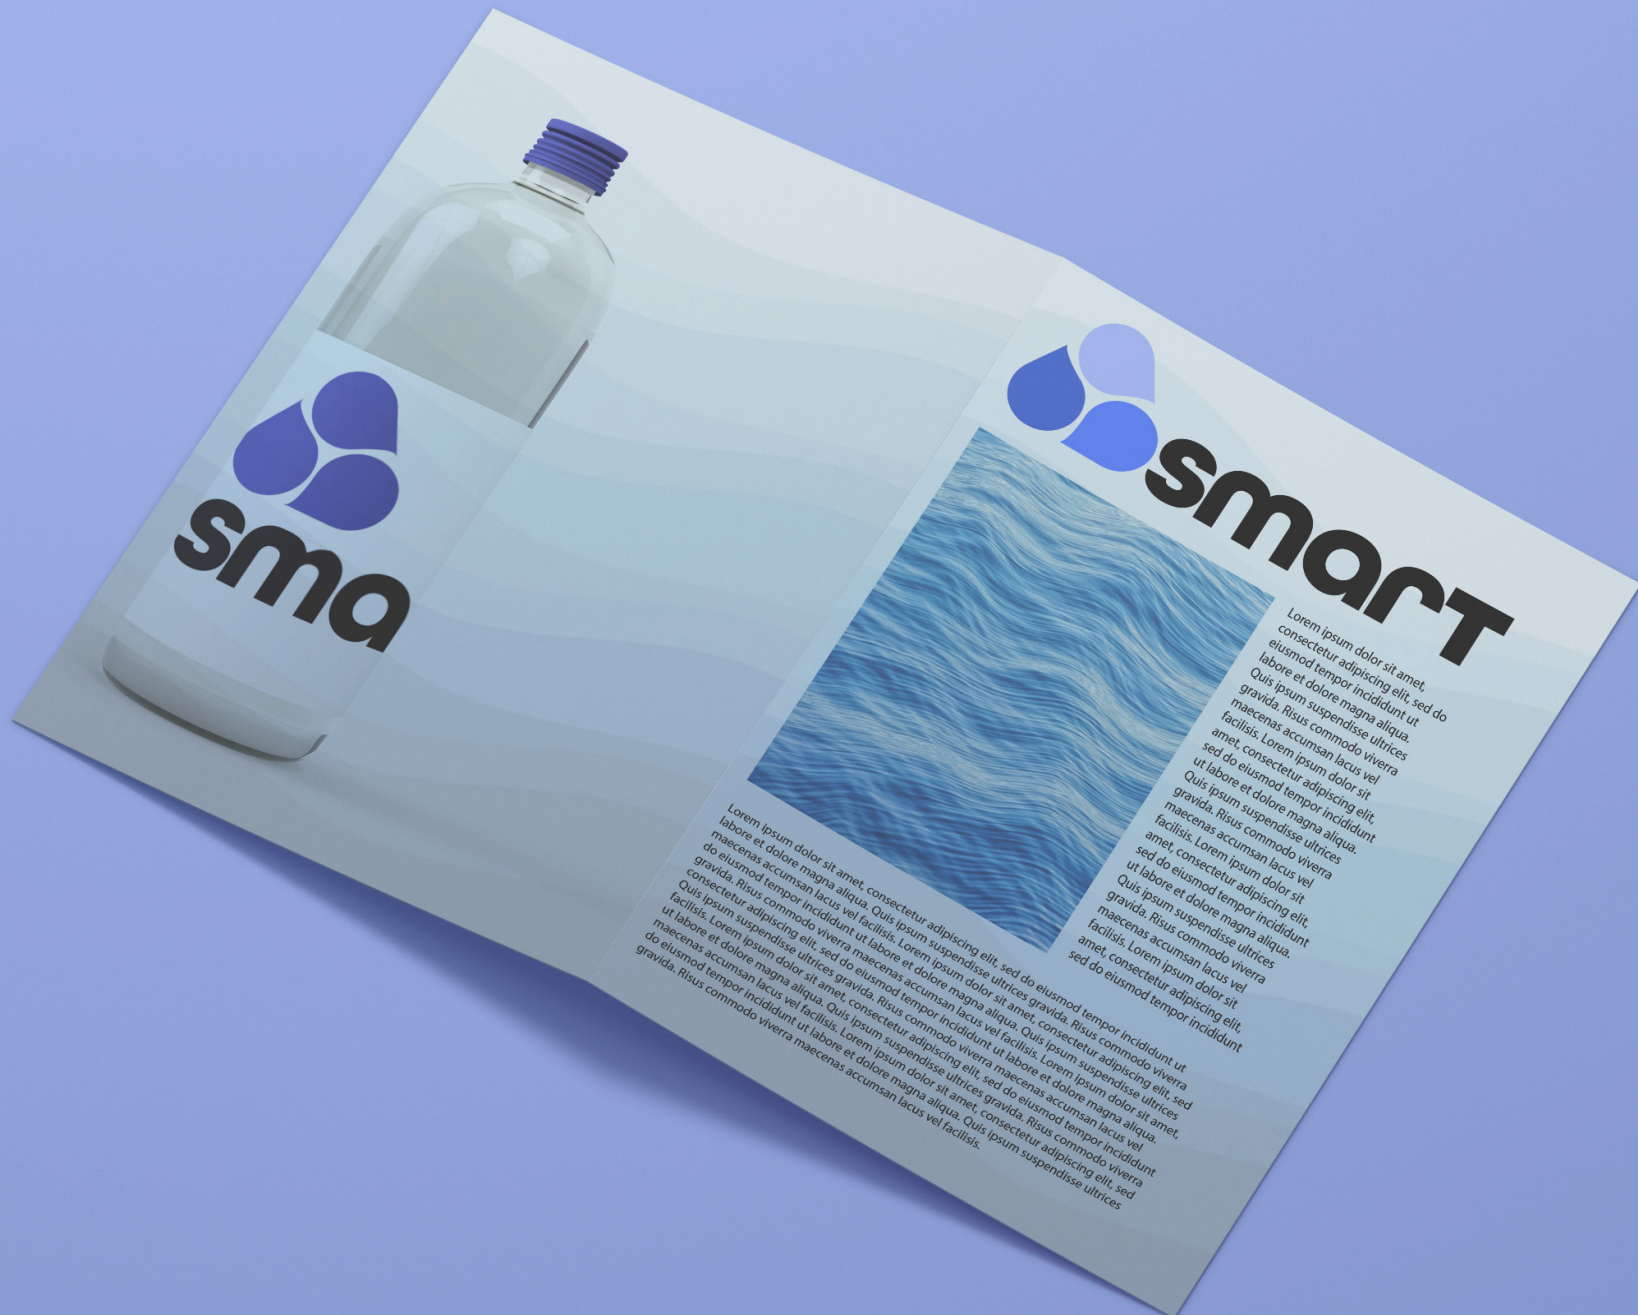 sma
smart
Lorem ipsum dolor sit amet,
consectetur adipiscing elit, sed do
eiusmod tempor incididunt ut
labore et dolore magna aliqua.
Quis ipsum suspendisse ultrices
gravida. Risus commodo viverra
maecenas accumsan lacus vel
facilisis. Lorem ipsum dolor sit
amet, consectetur adipiscing elit,
sed do eiusmod tempor incididunt
ut labore et dolore magna aliqua.
Quis ipsum suspendisse ultrices
gravida. Risus commodo viverra
maecenas accumsan lacus vel
facilisis. Lorem ipsum dolor sit
amet, consectetur adipiscing elit,
sed do eiusmod tempor incididunt
ut labore et dolore magna aliqua.
Quis ipsum suspendisse ultrices
gravida. Risus commodo viverra
maecenas accumsan lacus vel
facilisis. Lorem ipsum dolor sit
amet, consectetur adipiscing elit,
sed do eiusmod tempor incididunt
Lorem ipsum dolor sit amet, consectetur adipiscing elit, sed do eiusmod tempor incididunt ut
labore et dolore magna aliqua. Quis ipsum suspendisse ultrices gravida. Risus commodo viverra
maecenas accumsan lacus vel facilisis. Lorem ipsum dolor sit amet, consectetur adipiscing elit, sed
do eiusmod tempor incididunt ut labore et dolore magna aliqua. Quis ipsum suspendisse ultrices
gravida. Risus commodo viverra maecenas accumsan lacus vel facilisis. Lorem ipsum dolor sit amet,
consectetur adipiscing elit, sed do eiusmod tempor incididunt ut labore et dolore magna aliqua.
Quis ipsum suspendisse ultrices gravida. Risus commodo viverra maecenas accumsan lacus vel
facilisis. Lorem ipsum dolor sit amet, consectetur adipiscing elit, sed do eiusmod tempor incididunt
ut labore et dolore magna aliqua. Quis ipsum suspendisse ultrices gravida. Risus commodo viverra
maecenas accumsan lacus vel facilisis. Lorem ipsum dolor sit amet, consectetur adipiscing elit, sed
do eiusmod tempor incididunt ut labore et dolore magna aliqua. Quis ipsum suspendisse ultrices
gravida. Risus commodo viverra maecenas accumsan lacus vel facilisis.